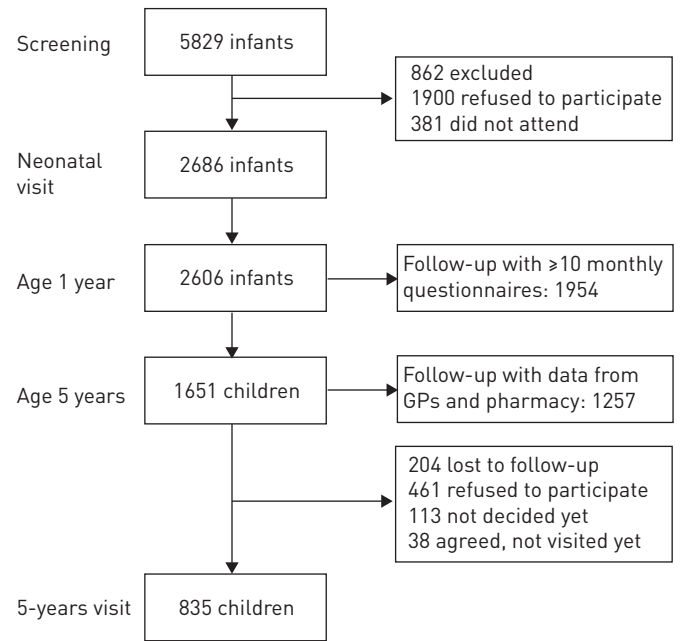 Screening
5829 infants
862 excluded
1900 refused to participate
381 did not attend
Neonatal
visit
2686 infants
Age 1 year
2606 infants
Follow-up with ⩾10 monthly
questionnaires: 1954
Age 5 years
1651 children
Follow-up with data from
GPs and pharmacy: 1257
204 lost to follow-up
461 refused to participate
113 not decided yet
38 agreed, not visited yet
5-years visit
835 children